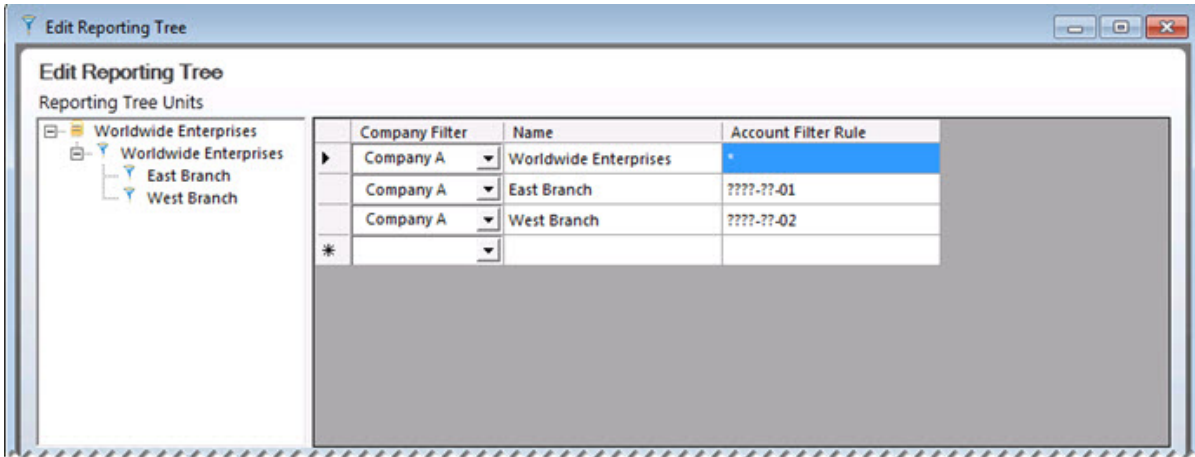 Edit Reporting Tree
Edit Reporting Tree
Reporting Tree Units
Worldwide Enterprises
Worldwide Enterprises
East Branch
West Branch
Company Filter Name Account Filter Rule
Company A Worldwide Enterprises *
Company A East Branch ????-??-01
Company A West Branch ????-??-02
*